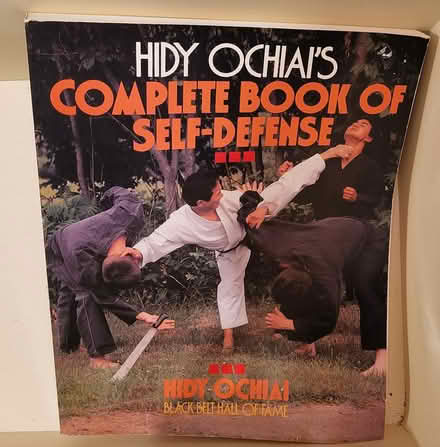 HIDY OCHIAI'S
COMPLETE BOOK OF
SELF-DEFENSE
HIDY OCHIAI
BLACK BELT HALL OF FAME